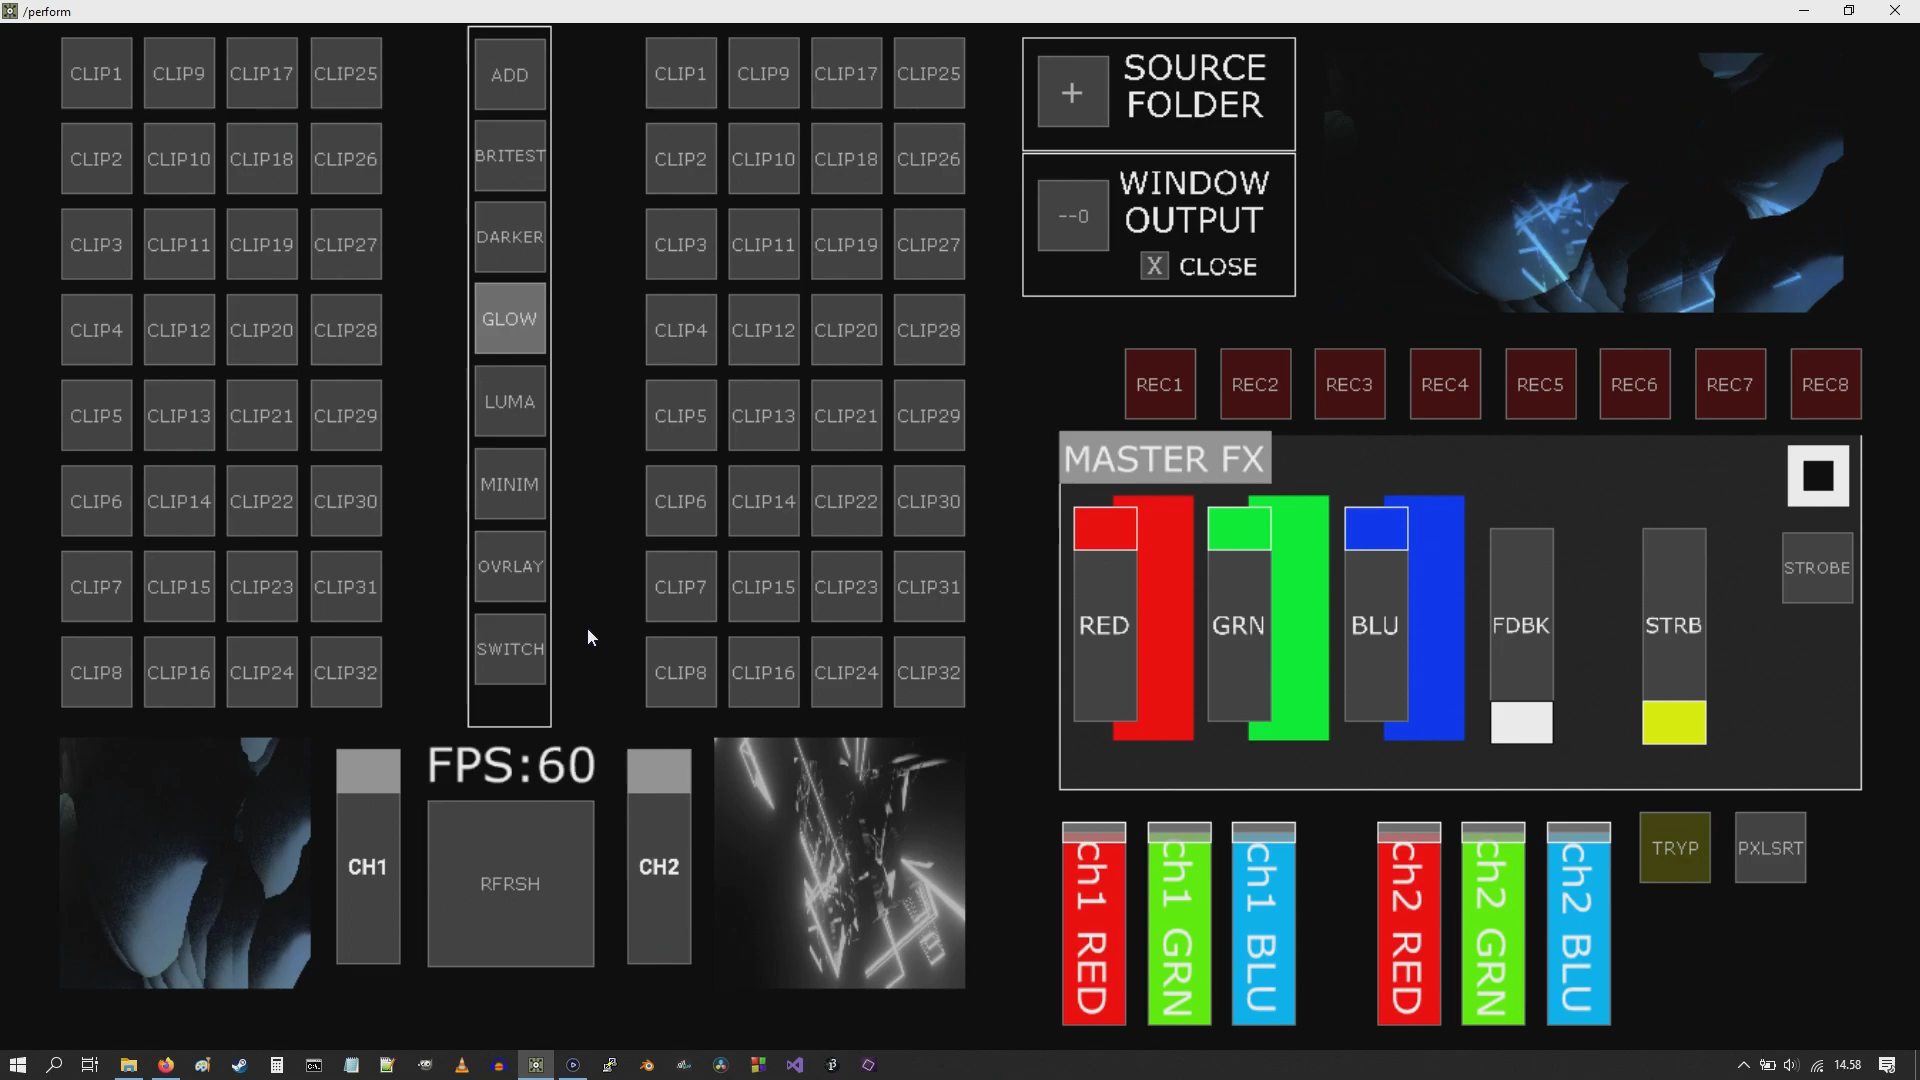 /perform
CLIP1 CLIP9 CLIP17 CLIP25
CLIP2 CLIP10 CLIP18 CLIP26
CLIP3 CLIP11 CLIP19 CLIP27
CLIP4 CLIP12 CLIP20 CLIP28
CLIP5 CLIP13 CLIP21 CLIP29
CLIP6 CLIP14 CLIP22 CLIP30
CLIP7 CLIP15 CLIP23 CLIP31
CLIP8 CLIP16 CLIP24 CLIP32
ADD
BRITEST
DARKER
GLOW
LUMA
MINIM
OVRLAY
SWITCH
CLIP1 CLIP9 CLIP17 CLIP25
CLIP2 CLIP10 CLIP18 CLIP26
CLIP3 CLIP11 CLIP19 CLIP27
CLIP4 CLIP12 CLIP20 CLIP28
CLIP5 CLIP13 CLIP21 CLIP29
CLIP6 CLIP14 CLIP22 CLIP30
CLIP7 CLIP15 CLIP23 CLIP31
CLIP8 CLIP16 CLIP24 CLIP32
CH1
FPS:60
RFRSH
CH2
+
SOURCE
FOLDER
--0
WINDOW
OUTPUT
X CLOSE
REC1 REC2 REC3 REC4 REC5 REC6 REC7 REC8
MASTER FX
STROBE
RED GRN BLU FDBK STRB
ch1 RED ch1 GRN ch1 BLU ch2 RED ch2 GRN ch2 BLU
TRYP PXLSRT
14.58